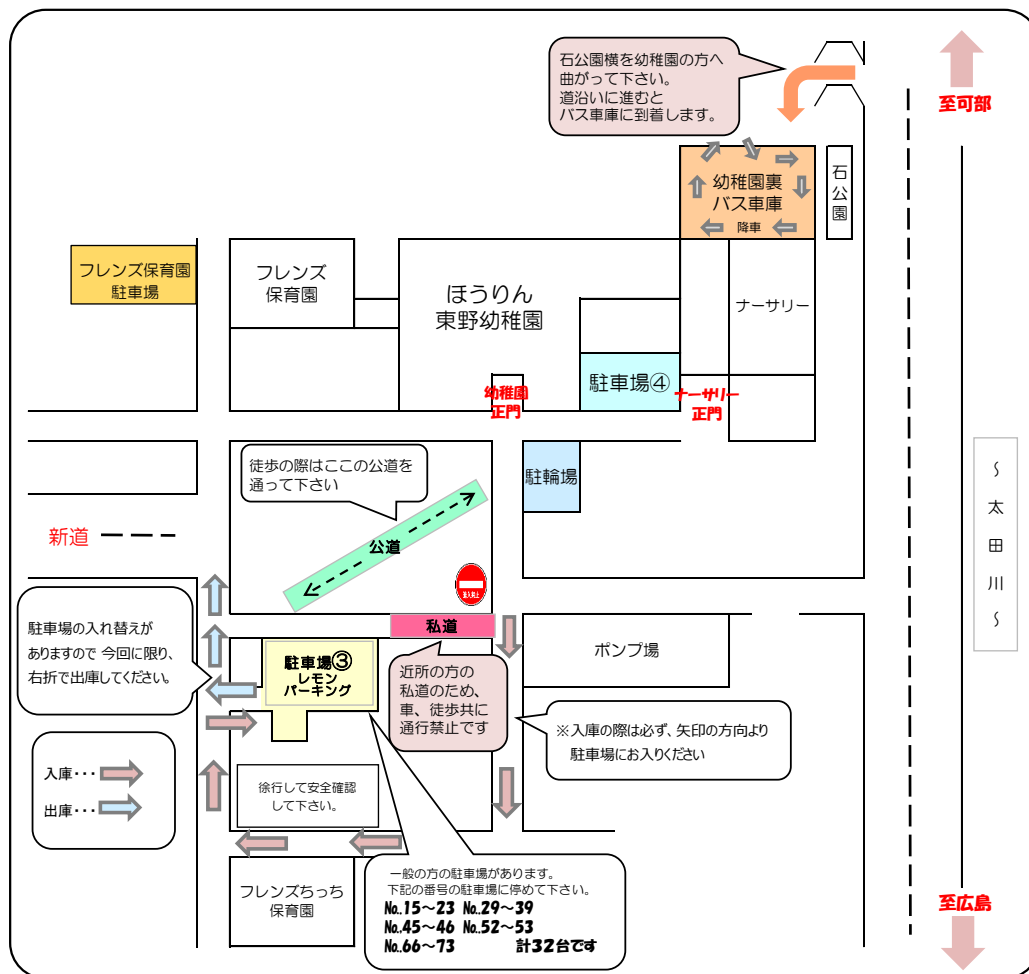 石公園横を幼稚園の方へ
曲がって下さい。
道沿いに進むと
バス車庫に到着します。
至可部
幼稚園裏
バス車庫
降車
石公園
フレンズ保育園
駐車場
フレンズ
保育園
ほうりん
東野幼稚園
ナーサリー
駐車場④
幼稚園
正門
ナーサリー
正門
徒歩の際はここの公道を
通って下さい
駐輪場
～太田川～
新道
公道
進入禁止
私道
駐車場の入れ替えが
ありますので 今回に限り、
右折で出庫してください。
駐車場③
レモン
パーキング
近所の方の
私道のため、
車、徒歩共に
通行禁止です
ポンプ場
※入庫の際は必ず、矢印の方向より
駐車場にお入りください
入庫・・・
出庫・・・
徐行して安全確認
して下さい。
フレンズちっち
保育園
一般の方の駐車場があります。
下記の番号の駐車場に停めて下さい。
No.15～23 No.29～39
No.45～46 No.52～53
No.66～73 計32台です
至広島